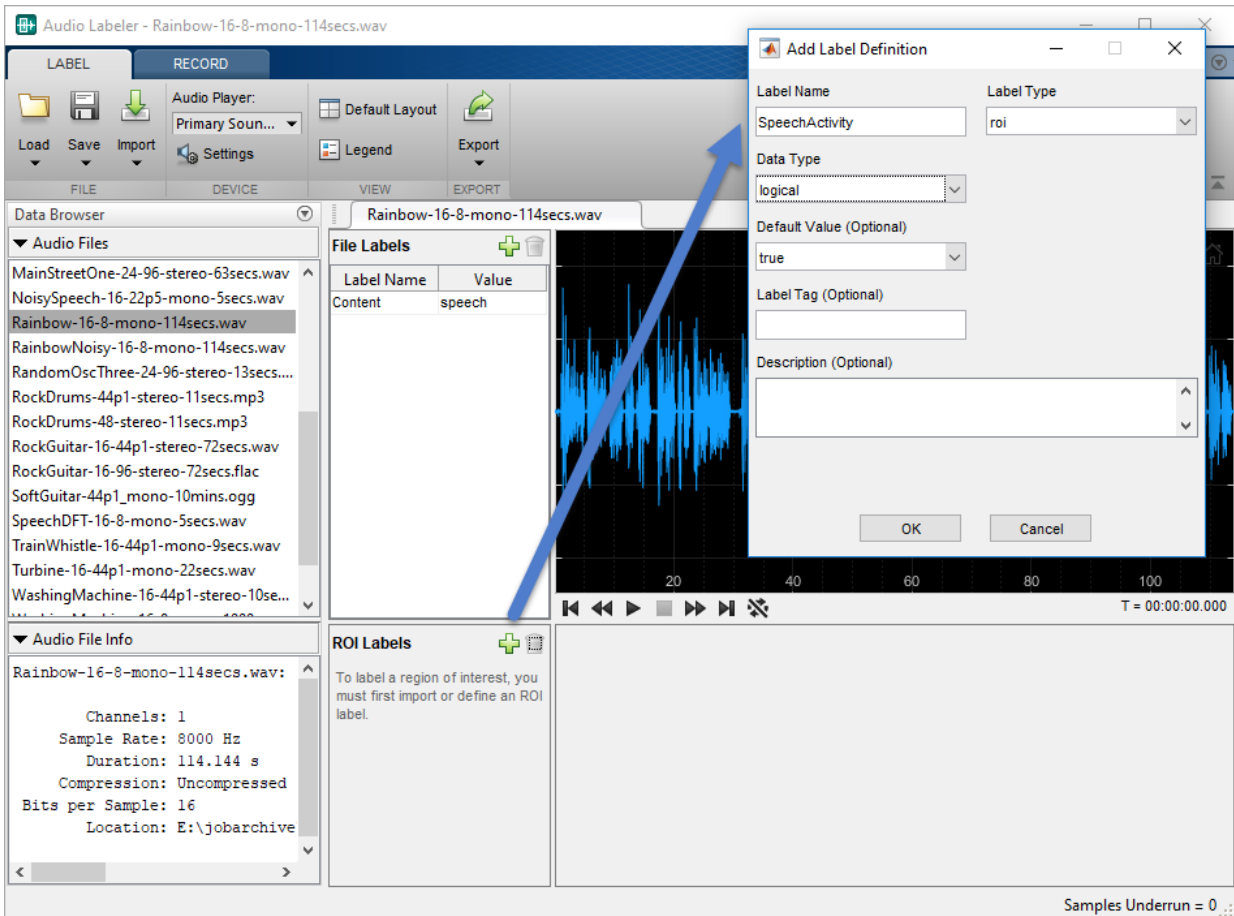 Audio Labeler - Rainbow-16-8-mono-114secs.wav
LABEL
RECORD
Load
Save
Import
FILE
Audio Player:
Primary Soun...
Settings
DEVICE
Default Layout
Legend
VIEW
Export
EXPORT
Data Browser
Audio Files
MainStreetOne-24-96-stereo-63secs.wav
NoisySpeech-16-22p5-mono-5secs.wav
Rainbow-16-8-mono-114secs.wav
RainbowNoisy-16-8-mono-114secs.wav
RandomOscThree-24-96-stereo-13secs....
RockDrums-44p1-stereo-11secs.mp3
RockDrums-48-stereo-11secs.mp3
RockGuitar-16-44p1-stereo-72secs.wav
RockGuitar-16-96-stereo-72secs.flac
SoftGuitar-44p1_mono-10mins.ogg
SpeechDFT-16-8-mono-5secs.wav
TrainWhistle-16-44p1-mono-9secs.wav
Turbine-16-44p1-mono-22secs.wav
WashingMachine-16-44p1-stereo-10se...
Audio File Info
Rainbow-16-8-mono-114secs.wav:
Channels: 1
Sample Rate: 8000 Hz
Duration: 114.144 s
Compression: Uncompressed
Bits per Sample: 16
Location: E:\jobarchive
Rainbow-16-8-mono-114secs.wav
File Labels
Label Name Value
Content speech
20 40 60 80 100
T = 00:00:00.000
ROI Labels
To label a region of interest, you
must first import or define an ROI
label.
Add Label Definition
Label Name
SpeechActivity
Label Type
roi
Data Type
logical
Default Value (Optional)
true
Label Tag (Optional)
Description (Optional)
OK
Cancel
Samples Underrun = 0